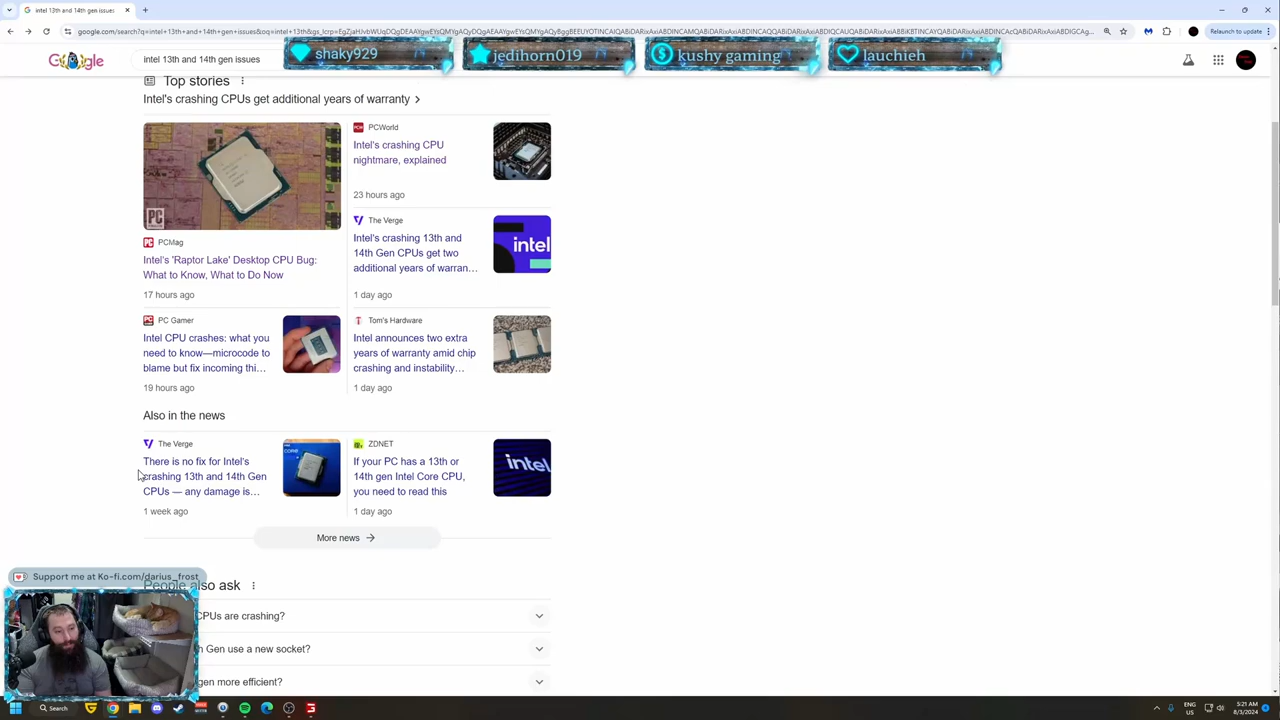 intel 13th and 14th gen issues
Relaunch to update
Google
intel 13th and 14th gen issues
shaky929
jedihorn019
kushy gaming
lauchieh
Top stories
Intel's crashing CPUs get additional years of warranty
PC
PCMag
Intel's 'Raptor Lake' Desktop CPU Bug:
What to Know, What to Do Now
17 hours ago
PCWorld
Intel's crashing CPU
nightmare, explained
23 hours ago
The Verge
Intel's crashing 13th and
14th Gen CPUs get two
additional years of warran…
intel
1 day ago
PC Gamer
Intel CPU crashes: what you
need to know—microcode to
blame but fix incoming thi…
19 hours ago
Tom's Hardware
Intel announces two extra
years of warranty amid chip
crashing and instability…
1 day ago
Also in the news
The Verge
There is no fix for Intel's
crashing 13th and 14th Gen
CPUs — any damage is…
1 week ago
ZDNET
If your PC has a 13th or
14th gen Intel Core CPU,
you need to read this
intel
1 day ago
More news
Support me at Ko-fi.com/darius_frost
People also ask
CPUs are crashing?
Gen use a new socket?
gen more efficient?
Search
ENG
US
5:21 AM
8/3/2024